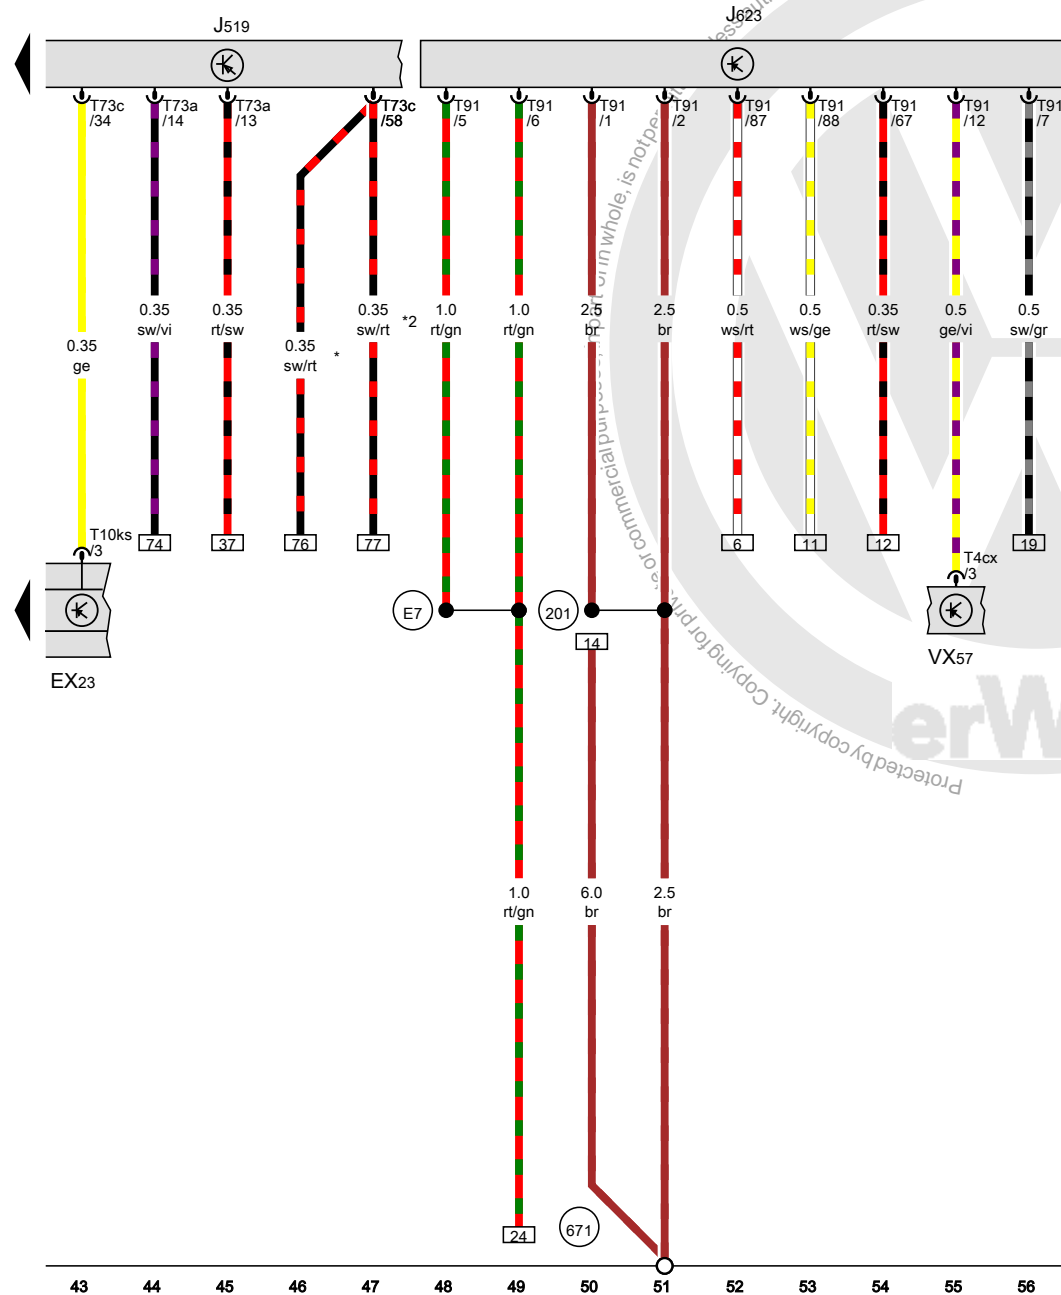 J519
J623
T73c
/34
T73a
/14
T73a
/13
T73c
/58
T91
/5
T91
/6
T91
/1
T91
/2
T91
/87
T91
/88
T91
/67
T91
/12
T91
/7
0.35
ge
0.35
sw/vi
0.35
rt/sw
0.35
sw/rt
*
0.35
sw/rt
*2
1.0
rt/gn
1.0
rt/gn
2.5
br
2.5
br
0.5
ws/rt
0.5
ws/ge
0.35
rt/sw
0.5
ge/vi
0.5
sw/gr
T10ks
/3
74
37
76
77
6
11
12
T4cx
/3
19
E7
201
14
EX23
VX57
1.0
rt/gn
6.0
br
2.5
br
24
671
43 44 45 46 47 48 49 50 51 52 53 54 55 56
Protected by copyright. Copying for private or commercial purposes, in part or in whole, is not
erW